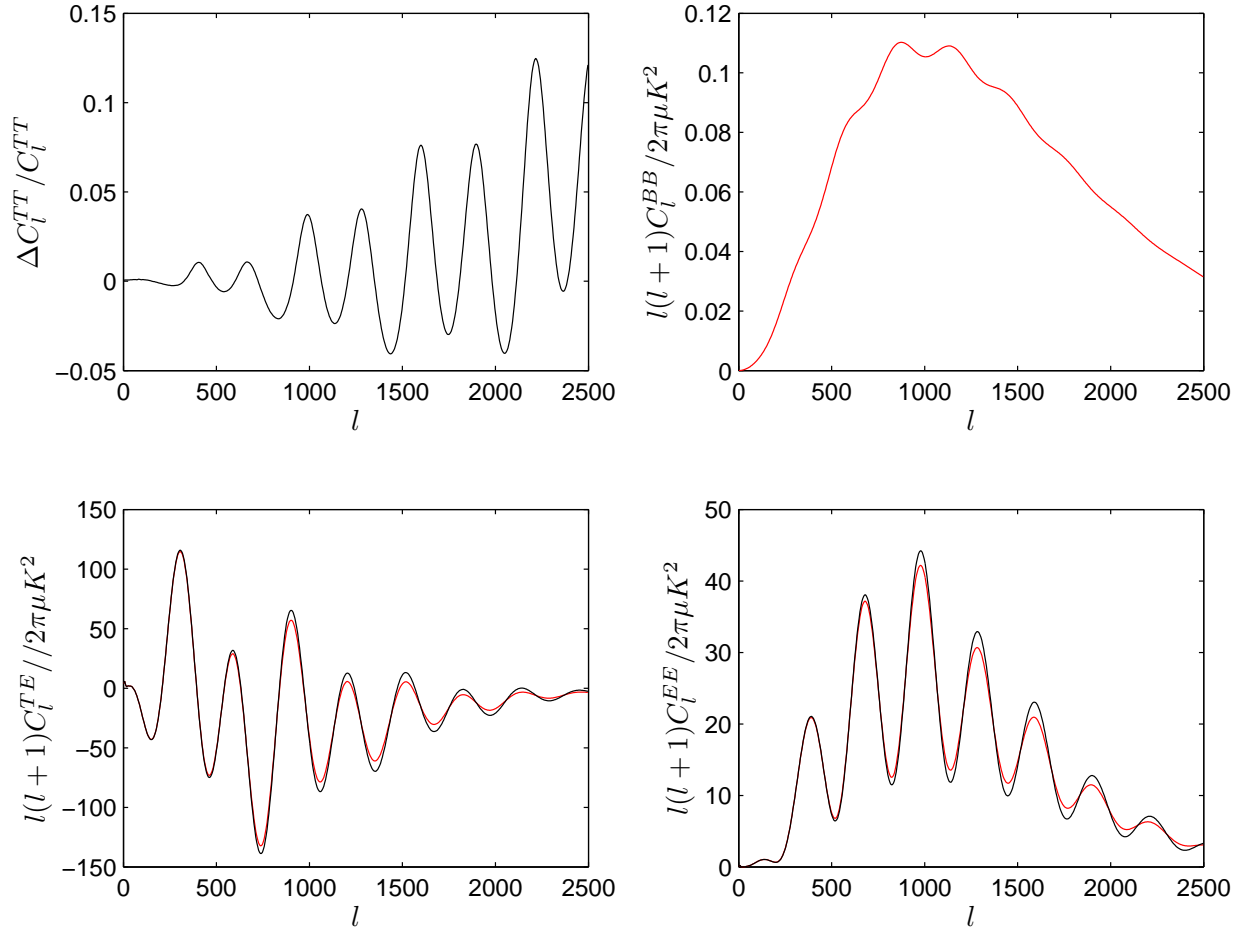 0.15
0.1
0.05
0
−0.05
ΔC_l^{TT}/C_l^{TT}
0 500 1000 1500 2000 2500
l
0.12
0.1
0.08
0.06
0.04
0.02
0
l(l + 1)C_l^{BB}/2πμK^2
0 500 1000 1500 2000 2500
l
150
100
50
0
−50
−100
−150
l(l + 1)C_l^{TE}//2πμK^2
0 500 1000 1500 2000 2500
l
50
40
30
20
10
0
l(l + 1)C_l^{EE}/2πμK^2
0 500 1000 1500 2000 2500
l